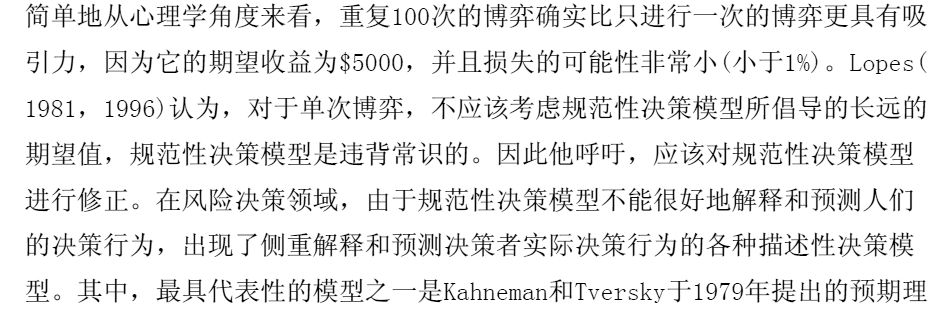 简单地从心理学角度来看，重复100次的博弈确实比只进行一次的博弈更具有吸
引力，因为它的期望收益为$5000，并且损失的可能性非常小(小于1%)。Lopes(
1981，1996)认为，对于单次博弈，不应该考虑规范性决策模型所倡导的长远的
期望值，规范性决策模型是违背常识的。因此他呼吁，应该对规范性决策模型
进行修正。在风险决策领域，由于规范性决策模型不能很好地解释和预测人们
的决策行为，出现了侧重解释和预测决策者实际决策行为的各种描述性决策模
型。其中，最具代表性的模型之一是Kahneman和Tversky于1979年提出的预期理